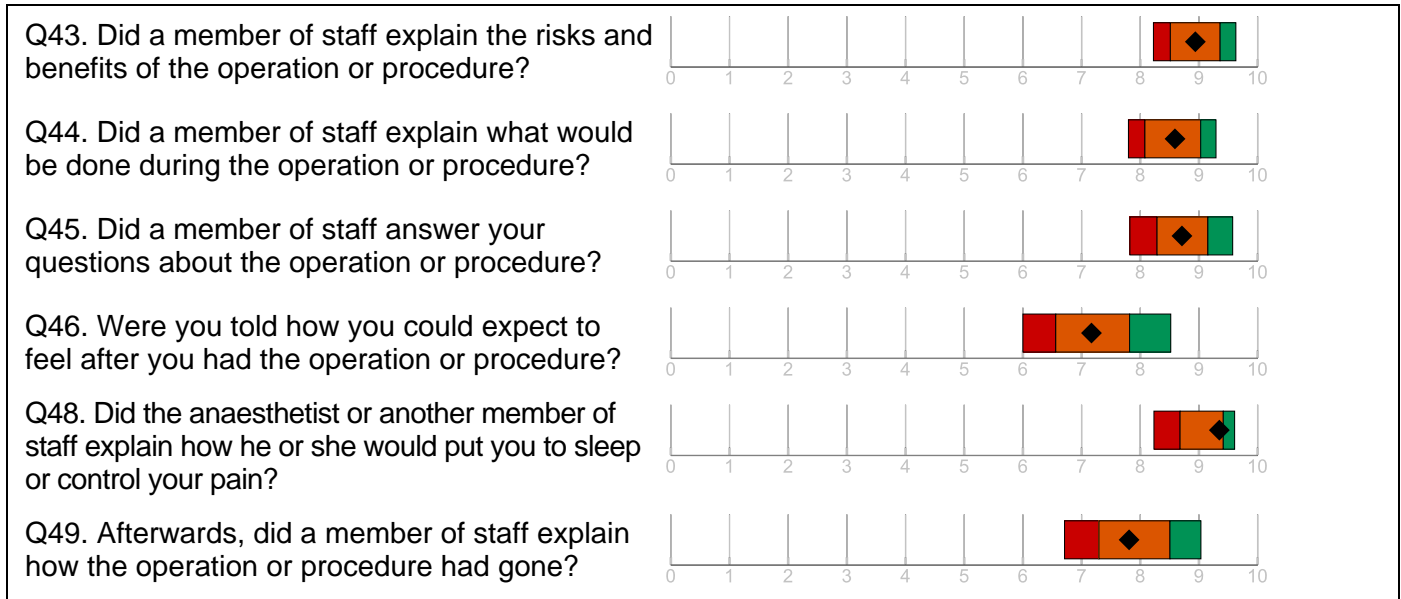 Q43. Did a member of staff explain the risks and
benefits of the operation or procedure?
0 1 2 3 4 5 6 7 8 9 10
Q44. Did a member of staff explain what would
be done during the operation or procedure?
0 1 2 3 4 5 6 7 8 9 10
Q45. Did a member of staff answer your
questions about the operation or procedure?
0 1 2 3 4 5 6 7 8 9 10
Q46. Were you told how you could expect to
feel after you had the operation or procedure?
0 1 2 3 4 5 6 7 8 9 10
Q48. Did the anaesthetist or another member of
staff explain how he or she would put you to sleep
or control your pain?
0 1 2 3 4 5 6 7 8 9 10
Q49. Afterwards, did a member of staff explain
how the operation or procedure had gone?
0 1 2 3 4 5 6 7 8 9 10